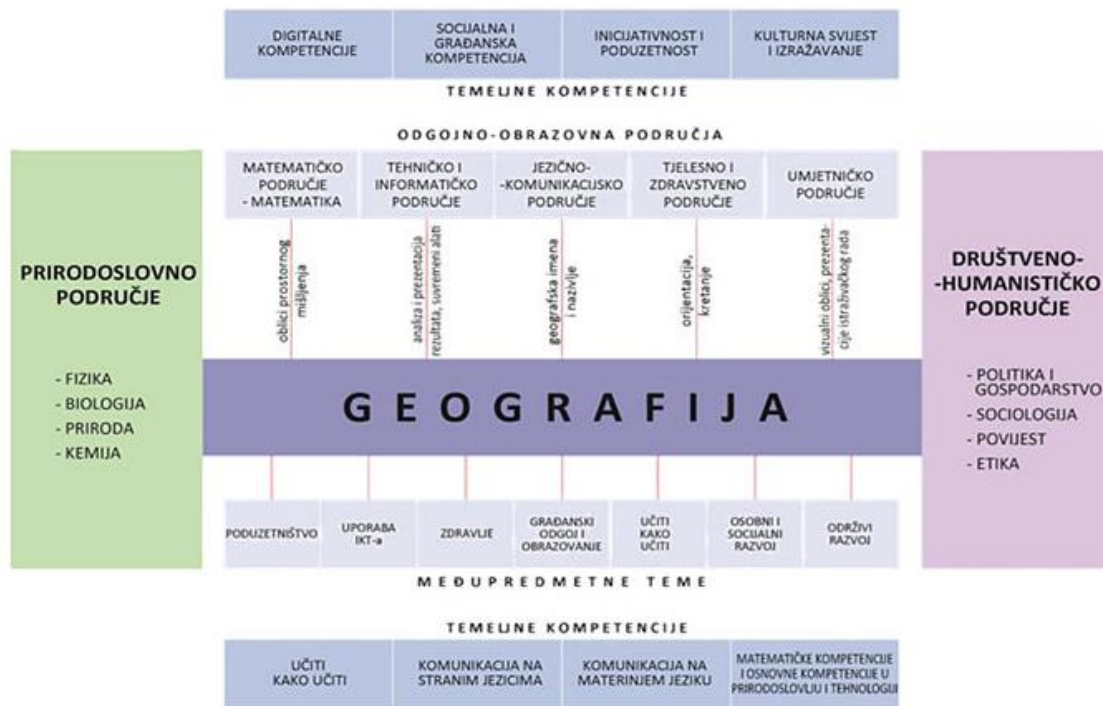 DIGITALNE
KOMPETENCIJE
SOCIJALNA I
GRAĐANSKA
KOMPETENCIJA
INICIJATIVNOST I
PODUZETNOST
KULTURNA SVIJEST
I IZRAŽAVANJE
TEMELJNE KOMPETENCIJE
ODGOJNO-OBRAZOVNA PODRUČJA
MATEMATIČKO
PODRUČJE
- MATEMATIKA
TEHNIČKO I
INFORMATIČKO
PODRUČJE
JEZIČNO-
-KOMUNIKACIJSKO
PODRUČJE
TJELESNO I
ZDRAVSTVENO
PODRUČJE
UMJETNIČKO
PODRUČJE
oblici prostornog
mišljenja
analiza i prezentacija
rezultata, suvremeni alati
geografska imena
i nazivlje
orijentacija,
kretanje
vizualni oblici, prezenta-
cije istraživačkog rada
PRIRODOSLOVNO
PODRUČJE
- FIZIKA
- BIOLOGIJA
- PRIRODA
- KEMIJA
GEOGRAFIJA
DRUŠTVENO-
-HUMANISTIČKO
PODRUČJE
- POLITIKA I
GOSPODARSTVO
- SOCIOLOGIJA
- POVIJEST
- ETIKA
PODUZETNIŠTVO
UPORABA
IKT-a
ZDRAVLJE
GRAĐANSKI
ODGOJ I
OBRAZOVANJE
UČITI
KAKO
UČITI
OSOBNI I
SOCIJALNI
RAZVOJ
ODRŽIVI
RAZVOJ
MEĐUPREDMETNE TEME
TEMELJNE KOMPETENCIJE
UČITI
KAKO UČITI
KOMUNIKACIJA NA
STRANIM JEZICIMA
KOMUNIKACIJA NA
MATERINJEM JEZIKU
MATEMATIČKE KOMPETENCIJE
I OSNOVNE KOMPETENCIJE U
PRIRODOSLOVLJU I TEHNOLOGIJI